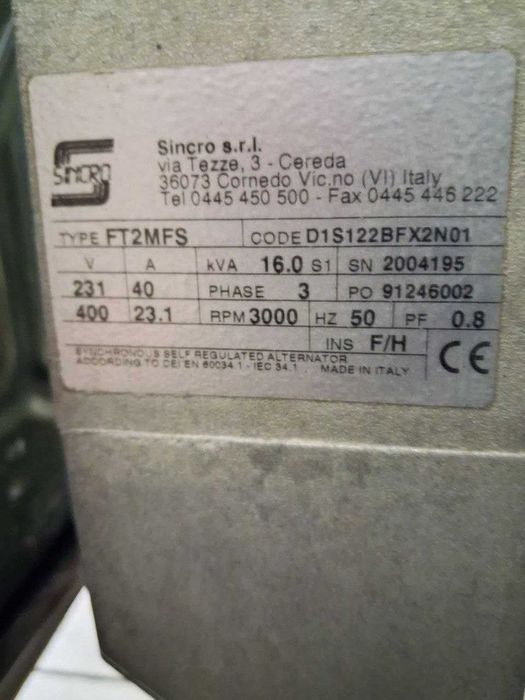 SINCRO
Sincro s.r.l.
via Tezze, 3 - Cereda
36073 Cornedo Vic.no (VI) Italy
Tel 0445 450 500 - Fax 0445 446 222
TYPE FT2MFS CODE D1S122BFX2N01
V A KVA 16.0 S1 SN 2004195
231 40 PHASE 3 PO 91246002
400 23.1 RPM 3000 HZ 50 PF 0.8
INS F/H CE
SYNCHRONOUS SELF REGULATED ALTERNATOR
ACCORDING TO CEI EN 60034.1 - IEC 34.1. MADE IN ITALY